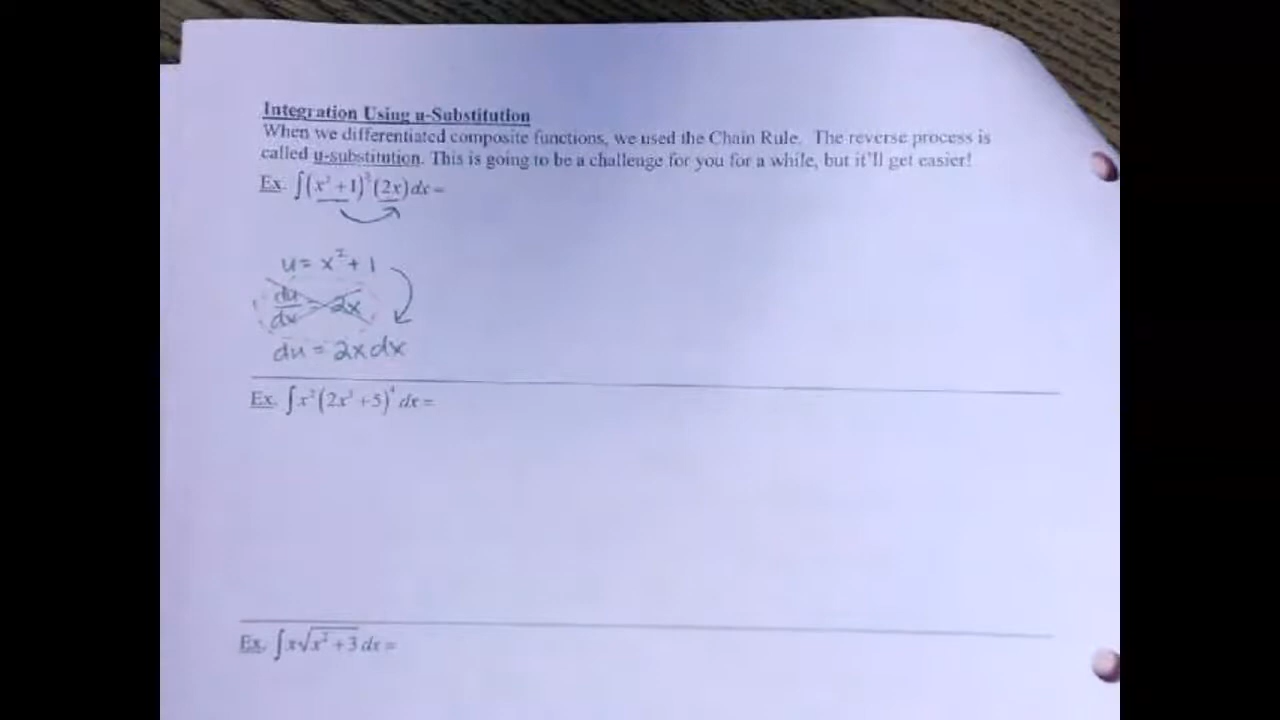 Integration Using u-Substitution
When we differentiated composite functions, we used the Chain Rule. The reverse process is
called u-substitution. This is going to be a challenge for you for a while, but it'll get easier!
Ex. ∫(x² + 1)³(2x)dx =
u = x² + 1
du/dx = 2x
du = 2x dx
Ex. ∫x²(2x³ + 5)⁴ dx =
Ex. ∫x√(x² + 3) dx =